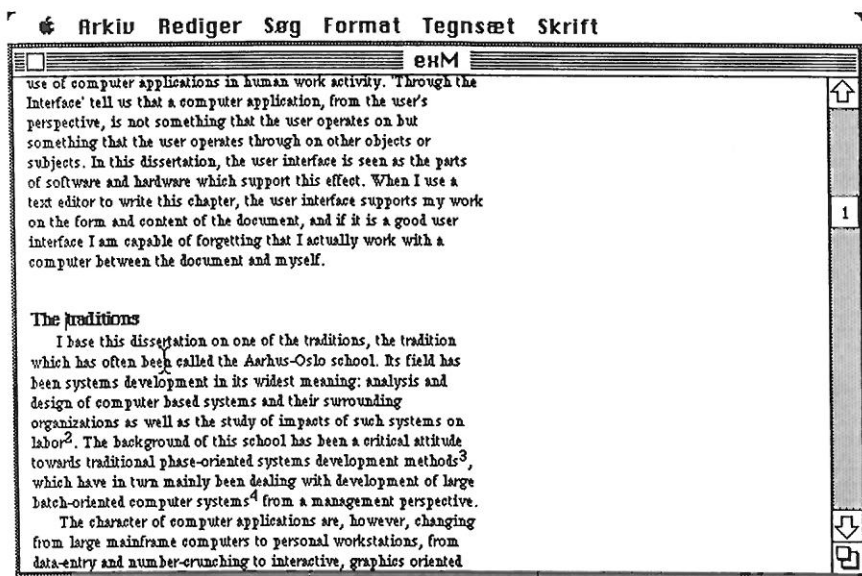 Arkiv Rediger Søg Format Tegnsæt Skrift
exM
use of computer applications in human work activity. 'Through the
Interface' tell us that a computer application, from the user's
perspective, is not something that the user operates on but
something that the user operates through on other objects or
subjects. In this dissertation, the user interface is seen as the parts
of software and hardware which support this effect. When I use a
text editor to write this chapter, the user interface supports my work
on the form and content of the document, and if it is a good user
interface I am capable of forgetting that I actually work with a
computer between the document and myself.
1
The traditions
I base this dissertation on one of the traditions, the tradition
which has often been called the Aarhus-Oslo school. Its field has
been systems development in its widest meaning: analysis and
design of computer based systems and their surrounding
organizations as well as the study of impacts of such systems on
labor². The background of this school has been a critical attitude
towards traditional phase-oriented systems development methods³,
which have in turn mainly been dealing with development of large
batch-oriented computer systems⁴ from a management perspective.
The character of computer applications are, however, changing
from large mainframe computers to personal workstations, from
data-entry and number-crunching to interactive, graphics oriented